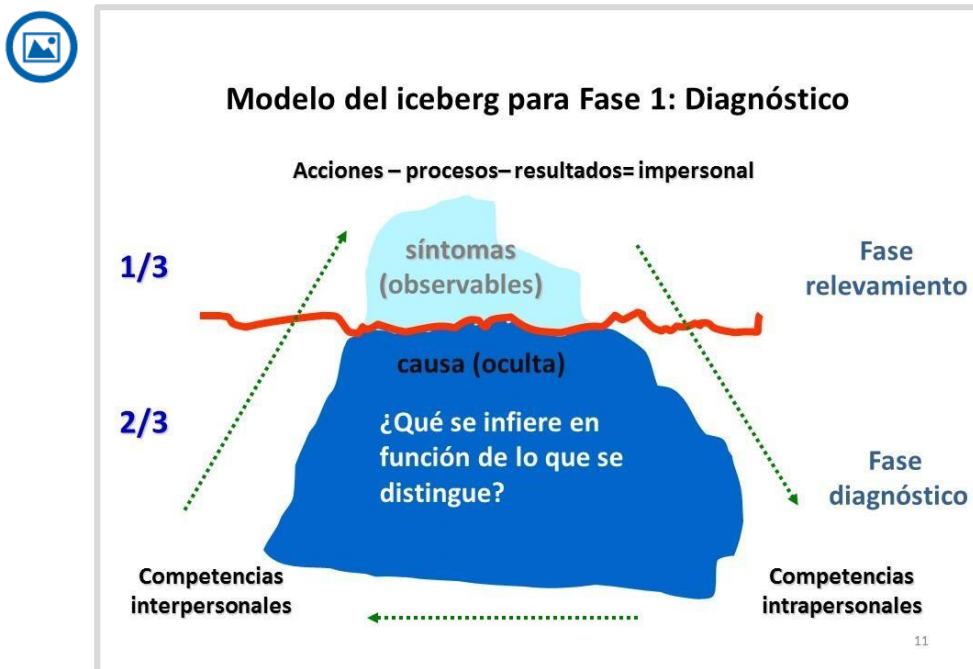 Modelo del iceberg para Fase 1: Diagnóstico
Acciones – procesos– resultados= impersonal
síntomas
(observables)
1/3
Fase
relevamiento
causa (oculta)
2/3
¿Qué se infiere en
función de lo que se
distingue?
Fase
diagnóstico
Competencias
interpersonales
Competencias
intrapersonales
11